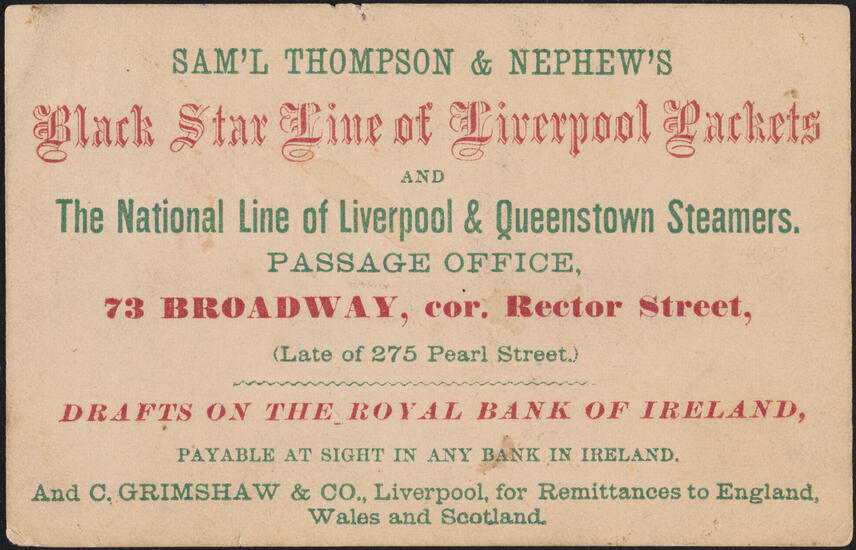 SAM'L THOMPSON & NEPHEW'S
Black Star Line of Liverpool Packets
AND
The National Line of Liverpool & Queenstown Steamers.
PASSAGE OFFICE,
73 BROADWAY, cor. Rector Street,
(Late of 275 Pearl Street.)
DRAFTS ON THE ROYAL BANK OF IRELAND,
PAYABLE AT SIGHT IN ANY BANK IN IRELAND.
And C. GRIMSHAW & CO., Liverpool, for Remittances to England,
Wales and Scotland.